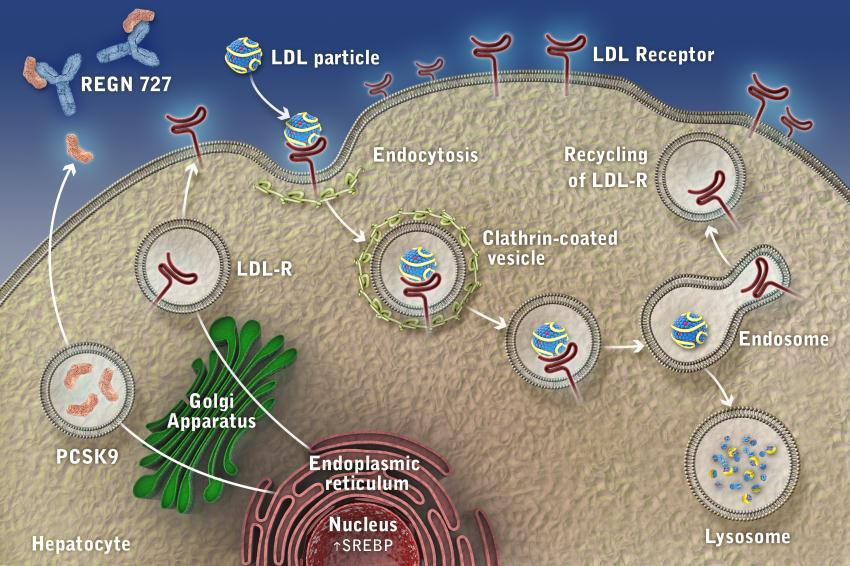 REGN 727
LDL particle
LDL Receptor
Endocytosis
Recycling
of LDL-R
Clathrin-coated
vesicle
LDL-R
Endosome
Golgi
Apparatus
PCSK9
Endoplasmic
reticulum
Nucleus
↑SREBP
Lysosome
Hepatocyte